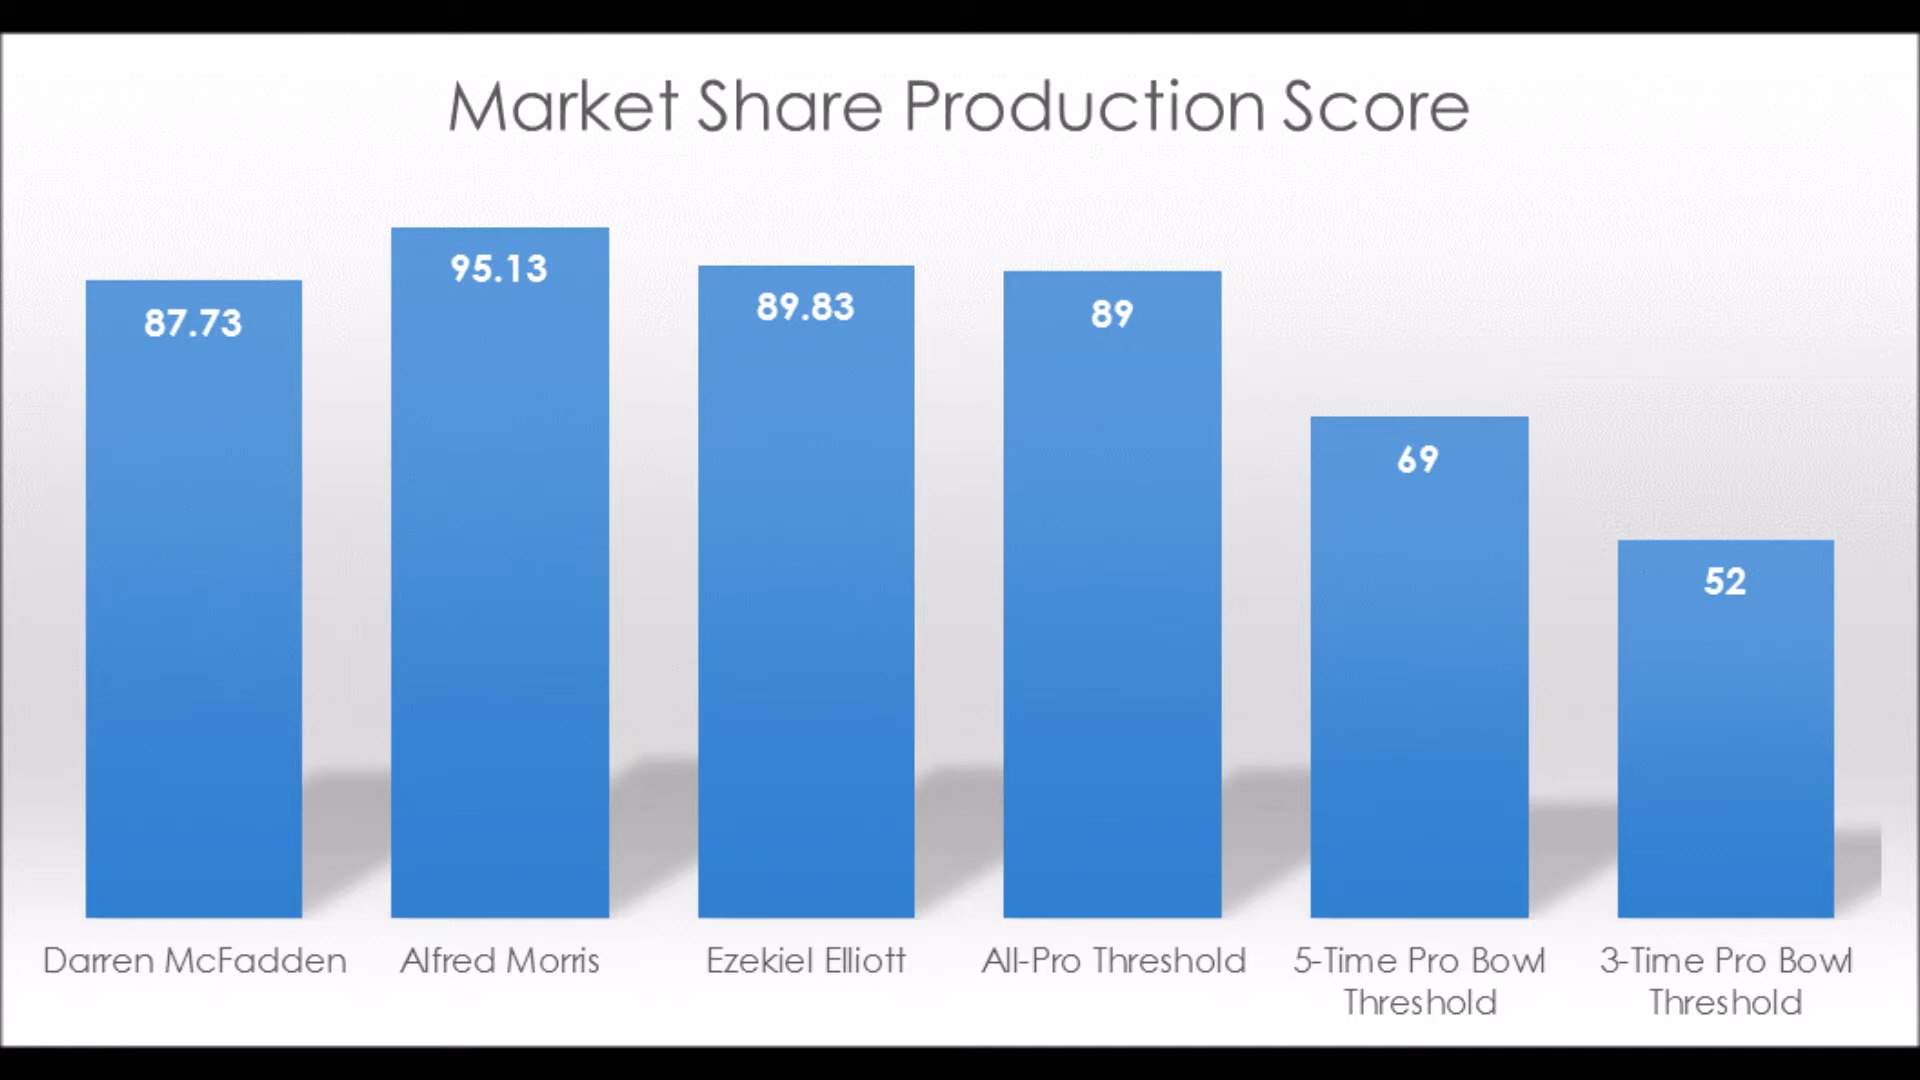 Market Share Production Score
87.73
95.13
89.83
89
69
52
Darren McFadden
Alfred Morris
Ezekiel Elliott
All-Pro Threshold
5-Time Pro Bowl
Threshold
3-Time Pro Bowl
Threshold